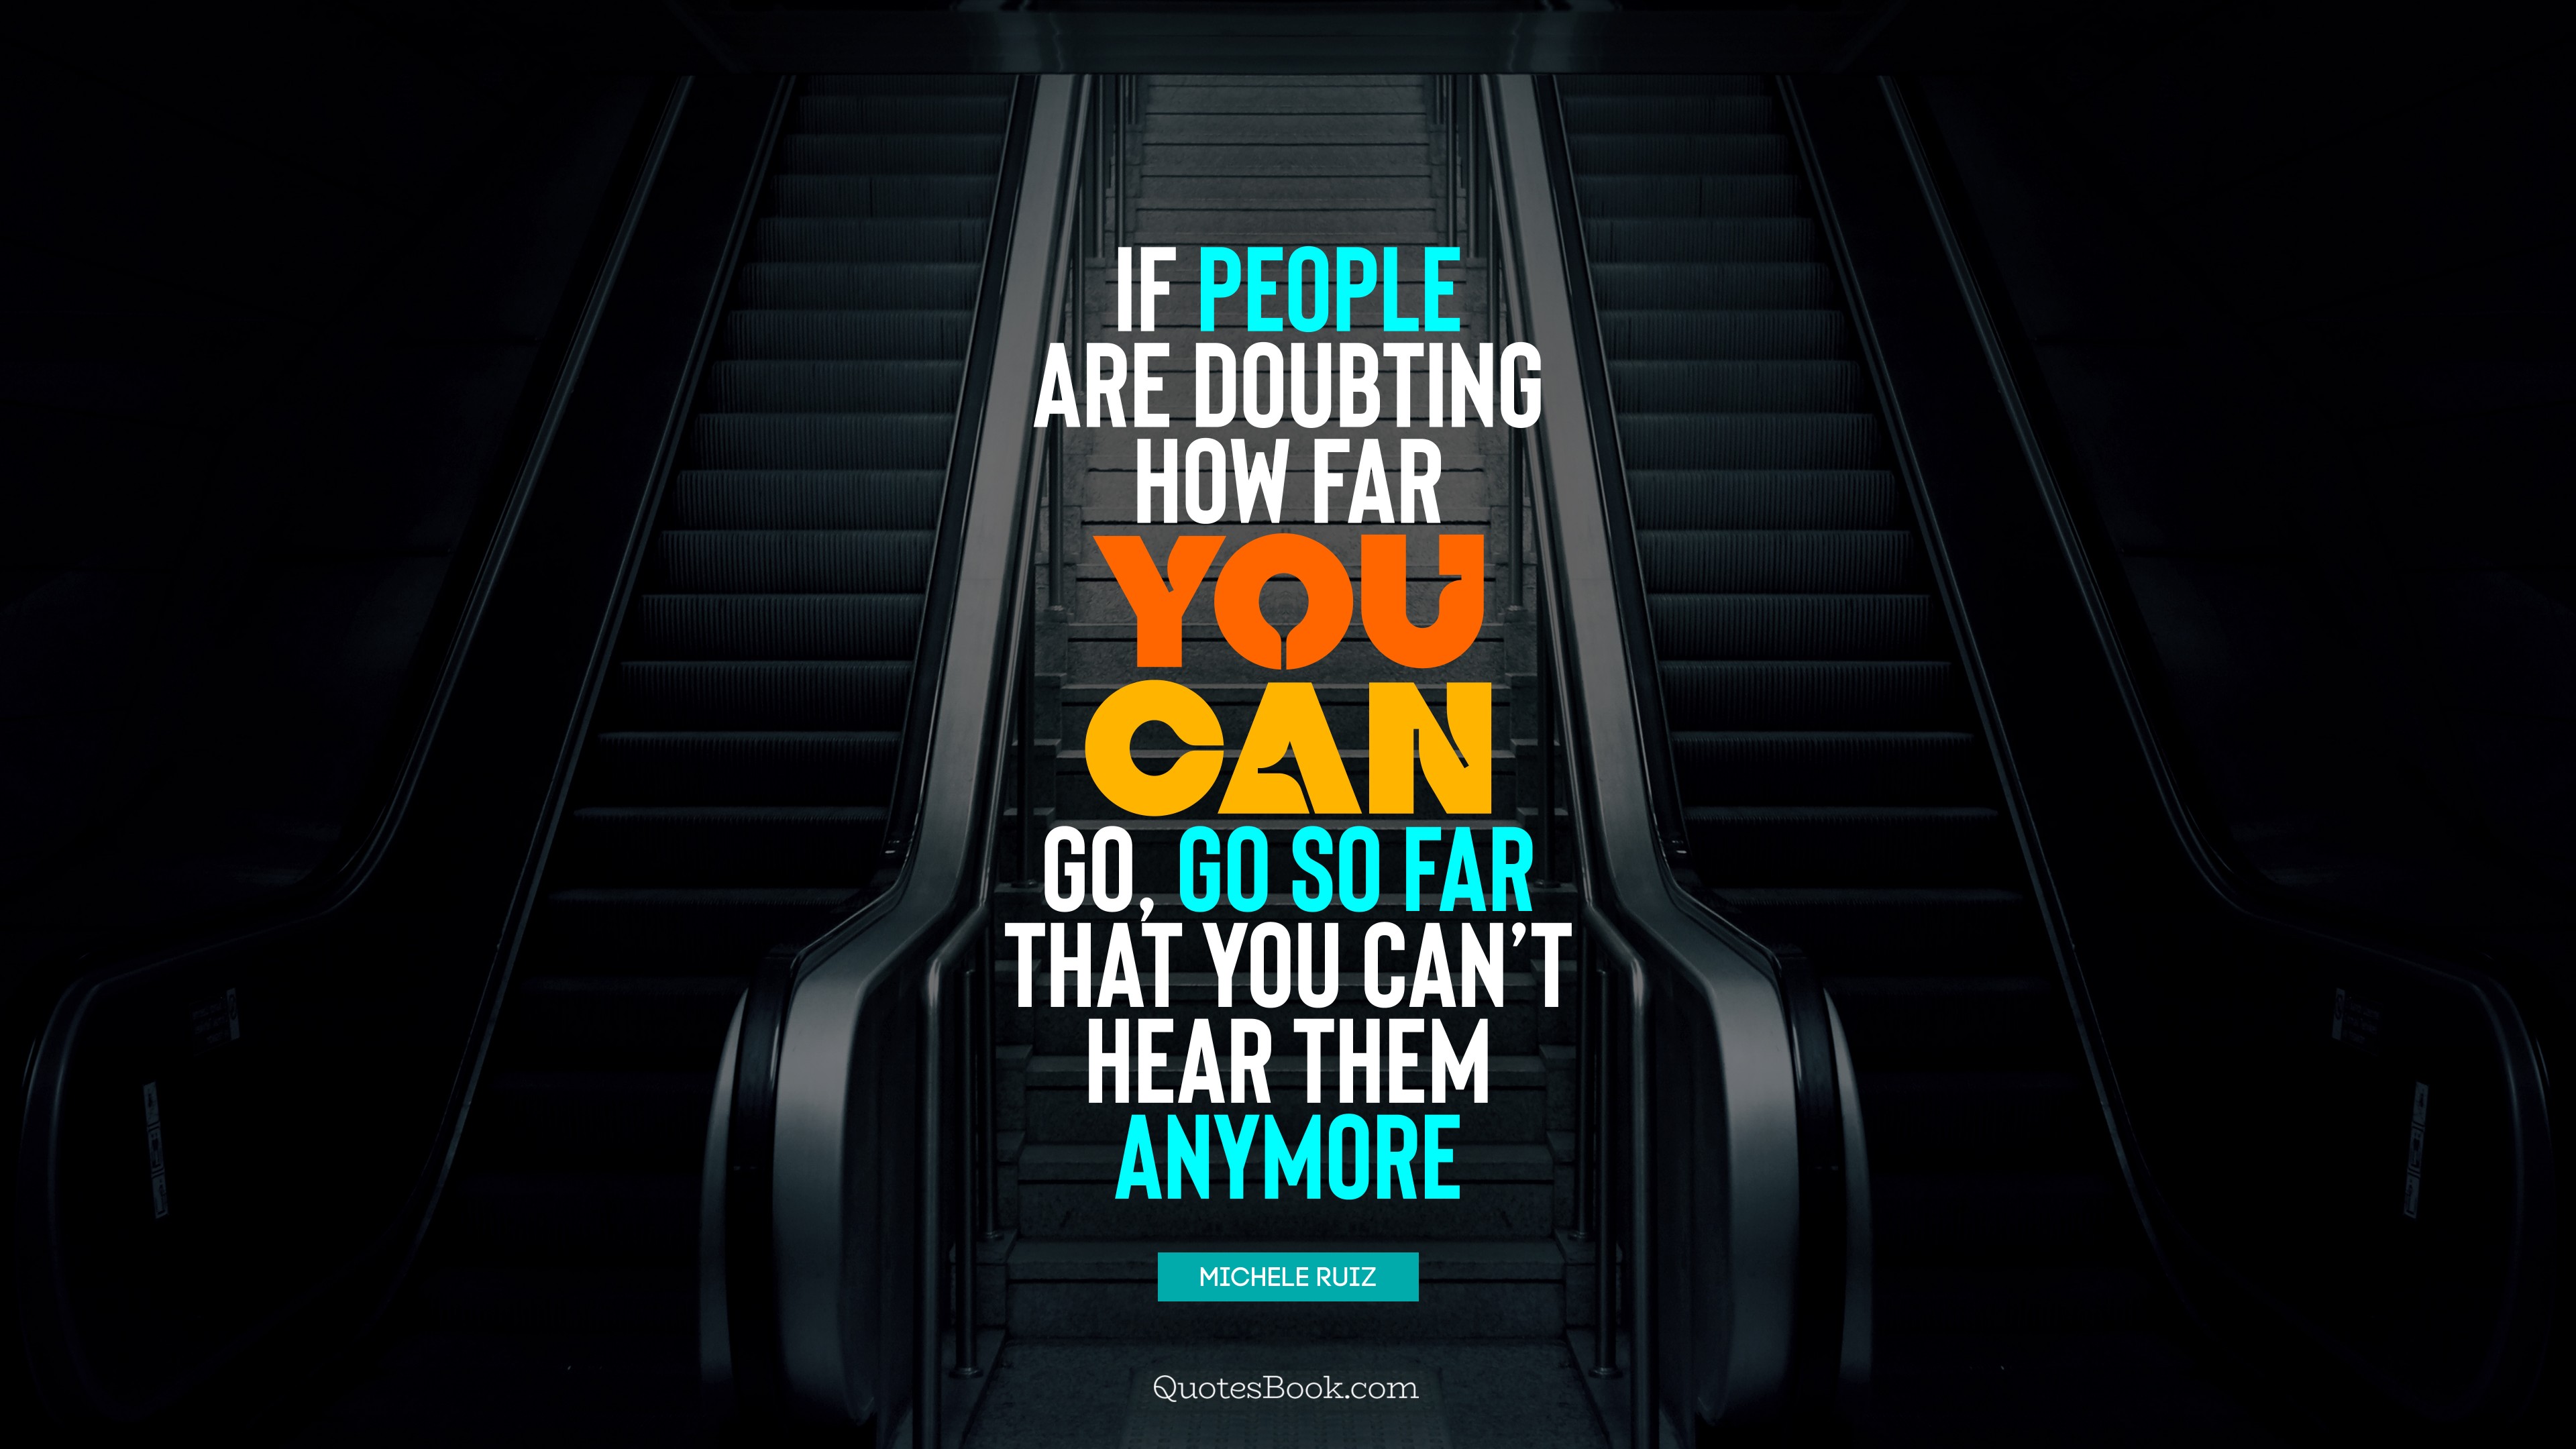 IF PEOPLE
ARE DOUBTING
HOW FAR
YOU
CAN
GO, GO SO FAR
THAT YOU CAN'T
HEAR THEM
ANYMORE
MICHELE RUIZ
QuotesBook.com